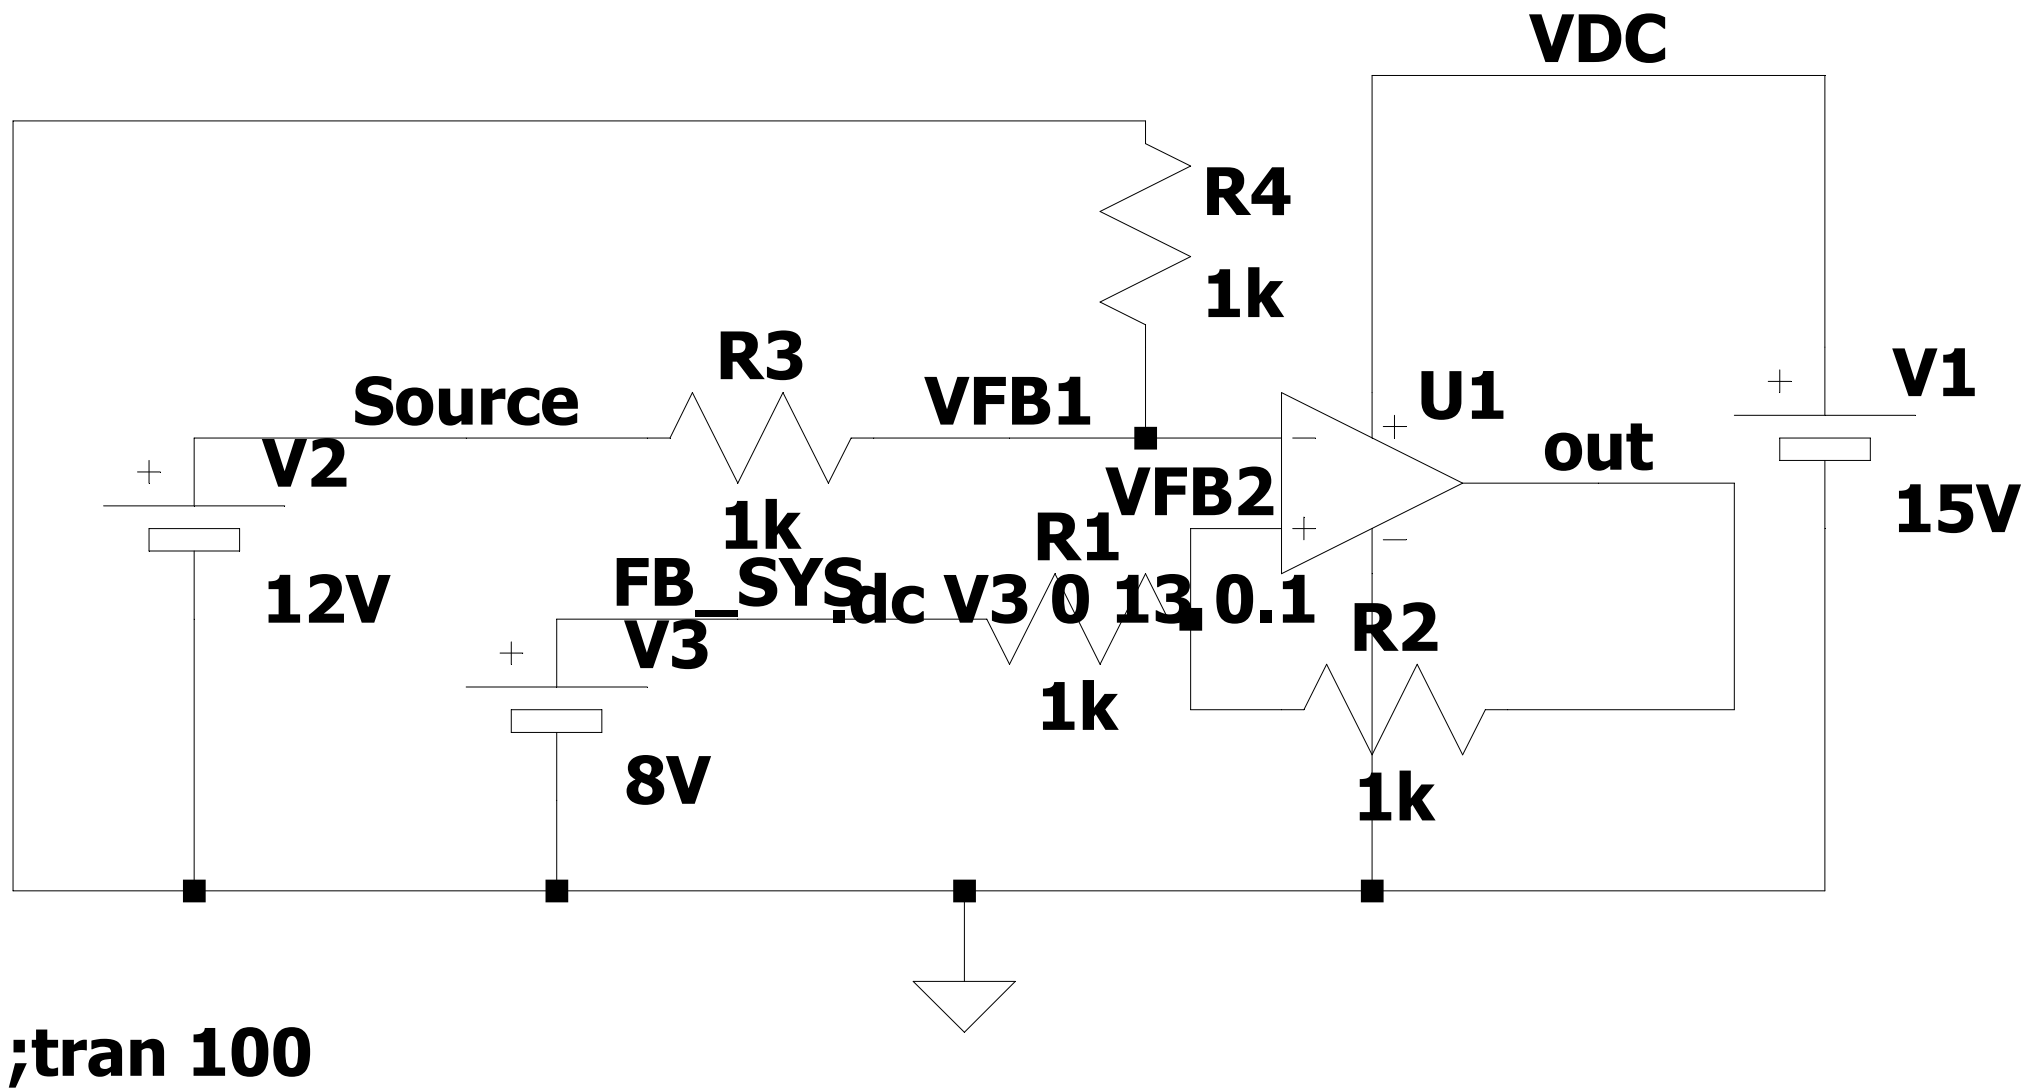 VDC
R4
1k
R3
Source
VFB1
U1
V1
V2
out
VFB2
15V
1k
R1
FB_SYS
12V
.dc V3 0 13 0.1
R2
V3
1k
8V
1k
;tran 100